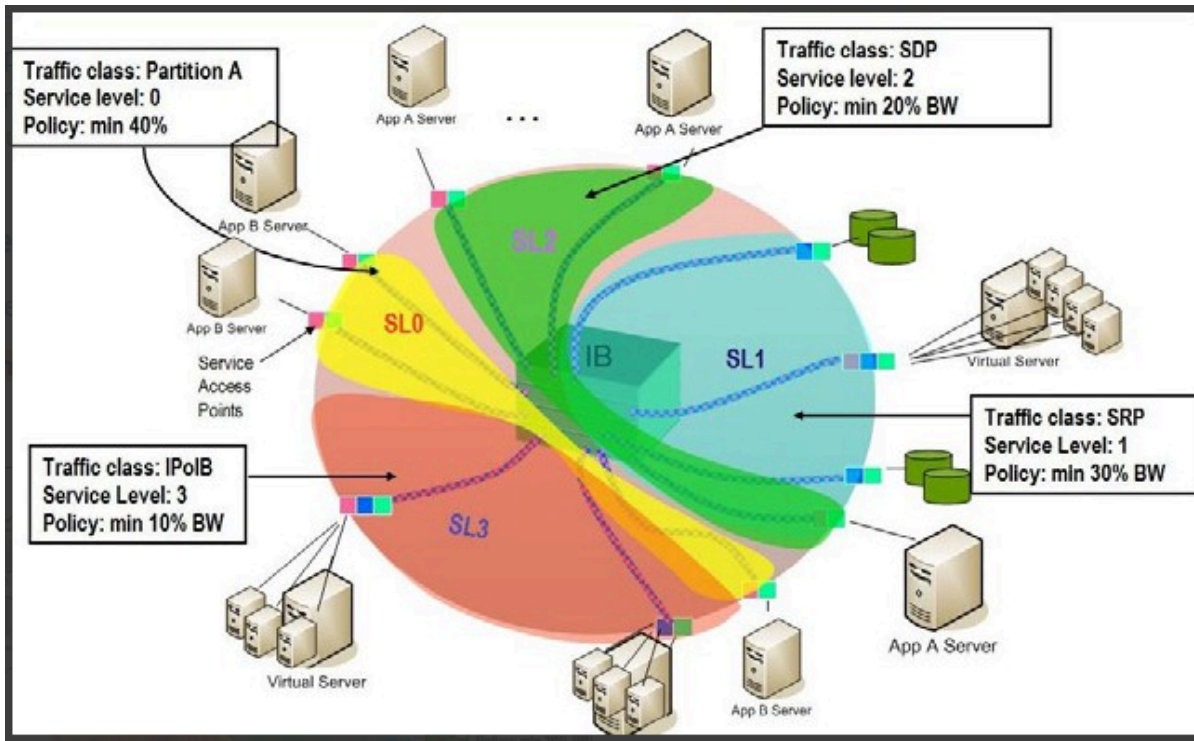 Traffic class: Partition A
Service level: 0
Policy: min 40%
Traffic class: SDP
Service level: 2
Policy: min 20% BW
App A Server
...
App A Server
App B Server
App B Server
Service
Access
Points
SL2
SL0
IB
SL1
Virtual Server
Traffic class: SRP
Service Level: 1
Policy: min 30% BW
Traffic class: IPoIB
Service Level: 3
Policy: min 10% BW
SL3
Virtual Server
App B Server
App A Server